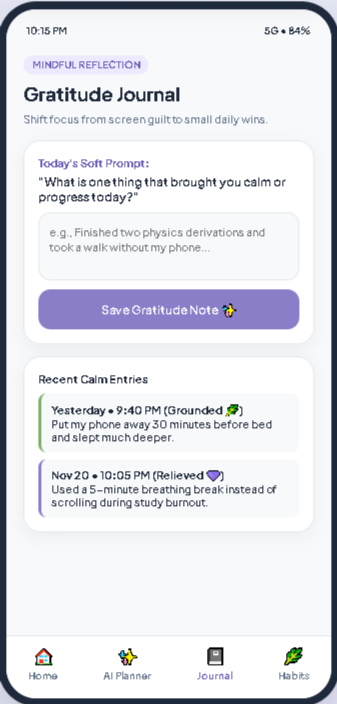 10:15 PM
5G • 84%
MINDFUL REFLECTION
Gratitude Journal
Shift focus from screen guilt to small daily wins.
Today's Soft Prompt:
"What is one thing that brought you calm or
progress today?"
e.g., Finished two physics derivations and
took a walk without my phone...
Save Gratitude Note ✨
Recent Calm Entries
Yesterday • 9:40 PM (Grounded 🌿)
Put my phone away 30 minutes before bed
and slept much deeper.
Nov 20 • 10:05 PM (Relieved 💜)
Used a 5-minute breathing break instead of
scrolling during study burnout.
Home
AI Planner
Journal
Habits